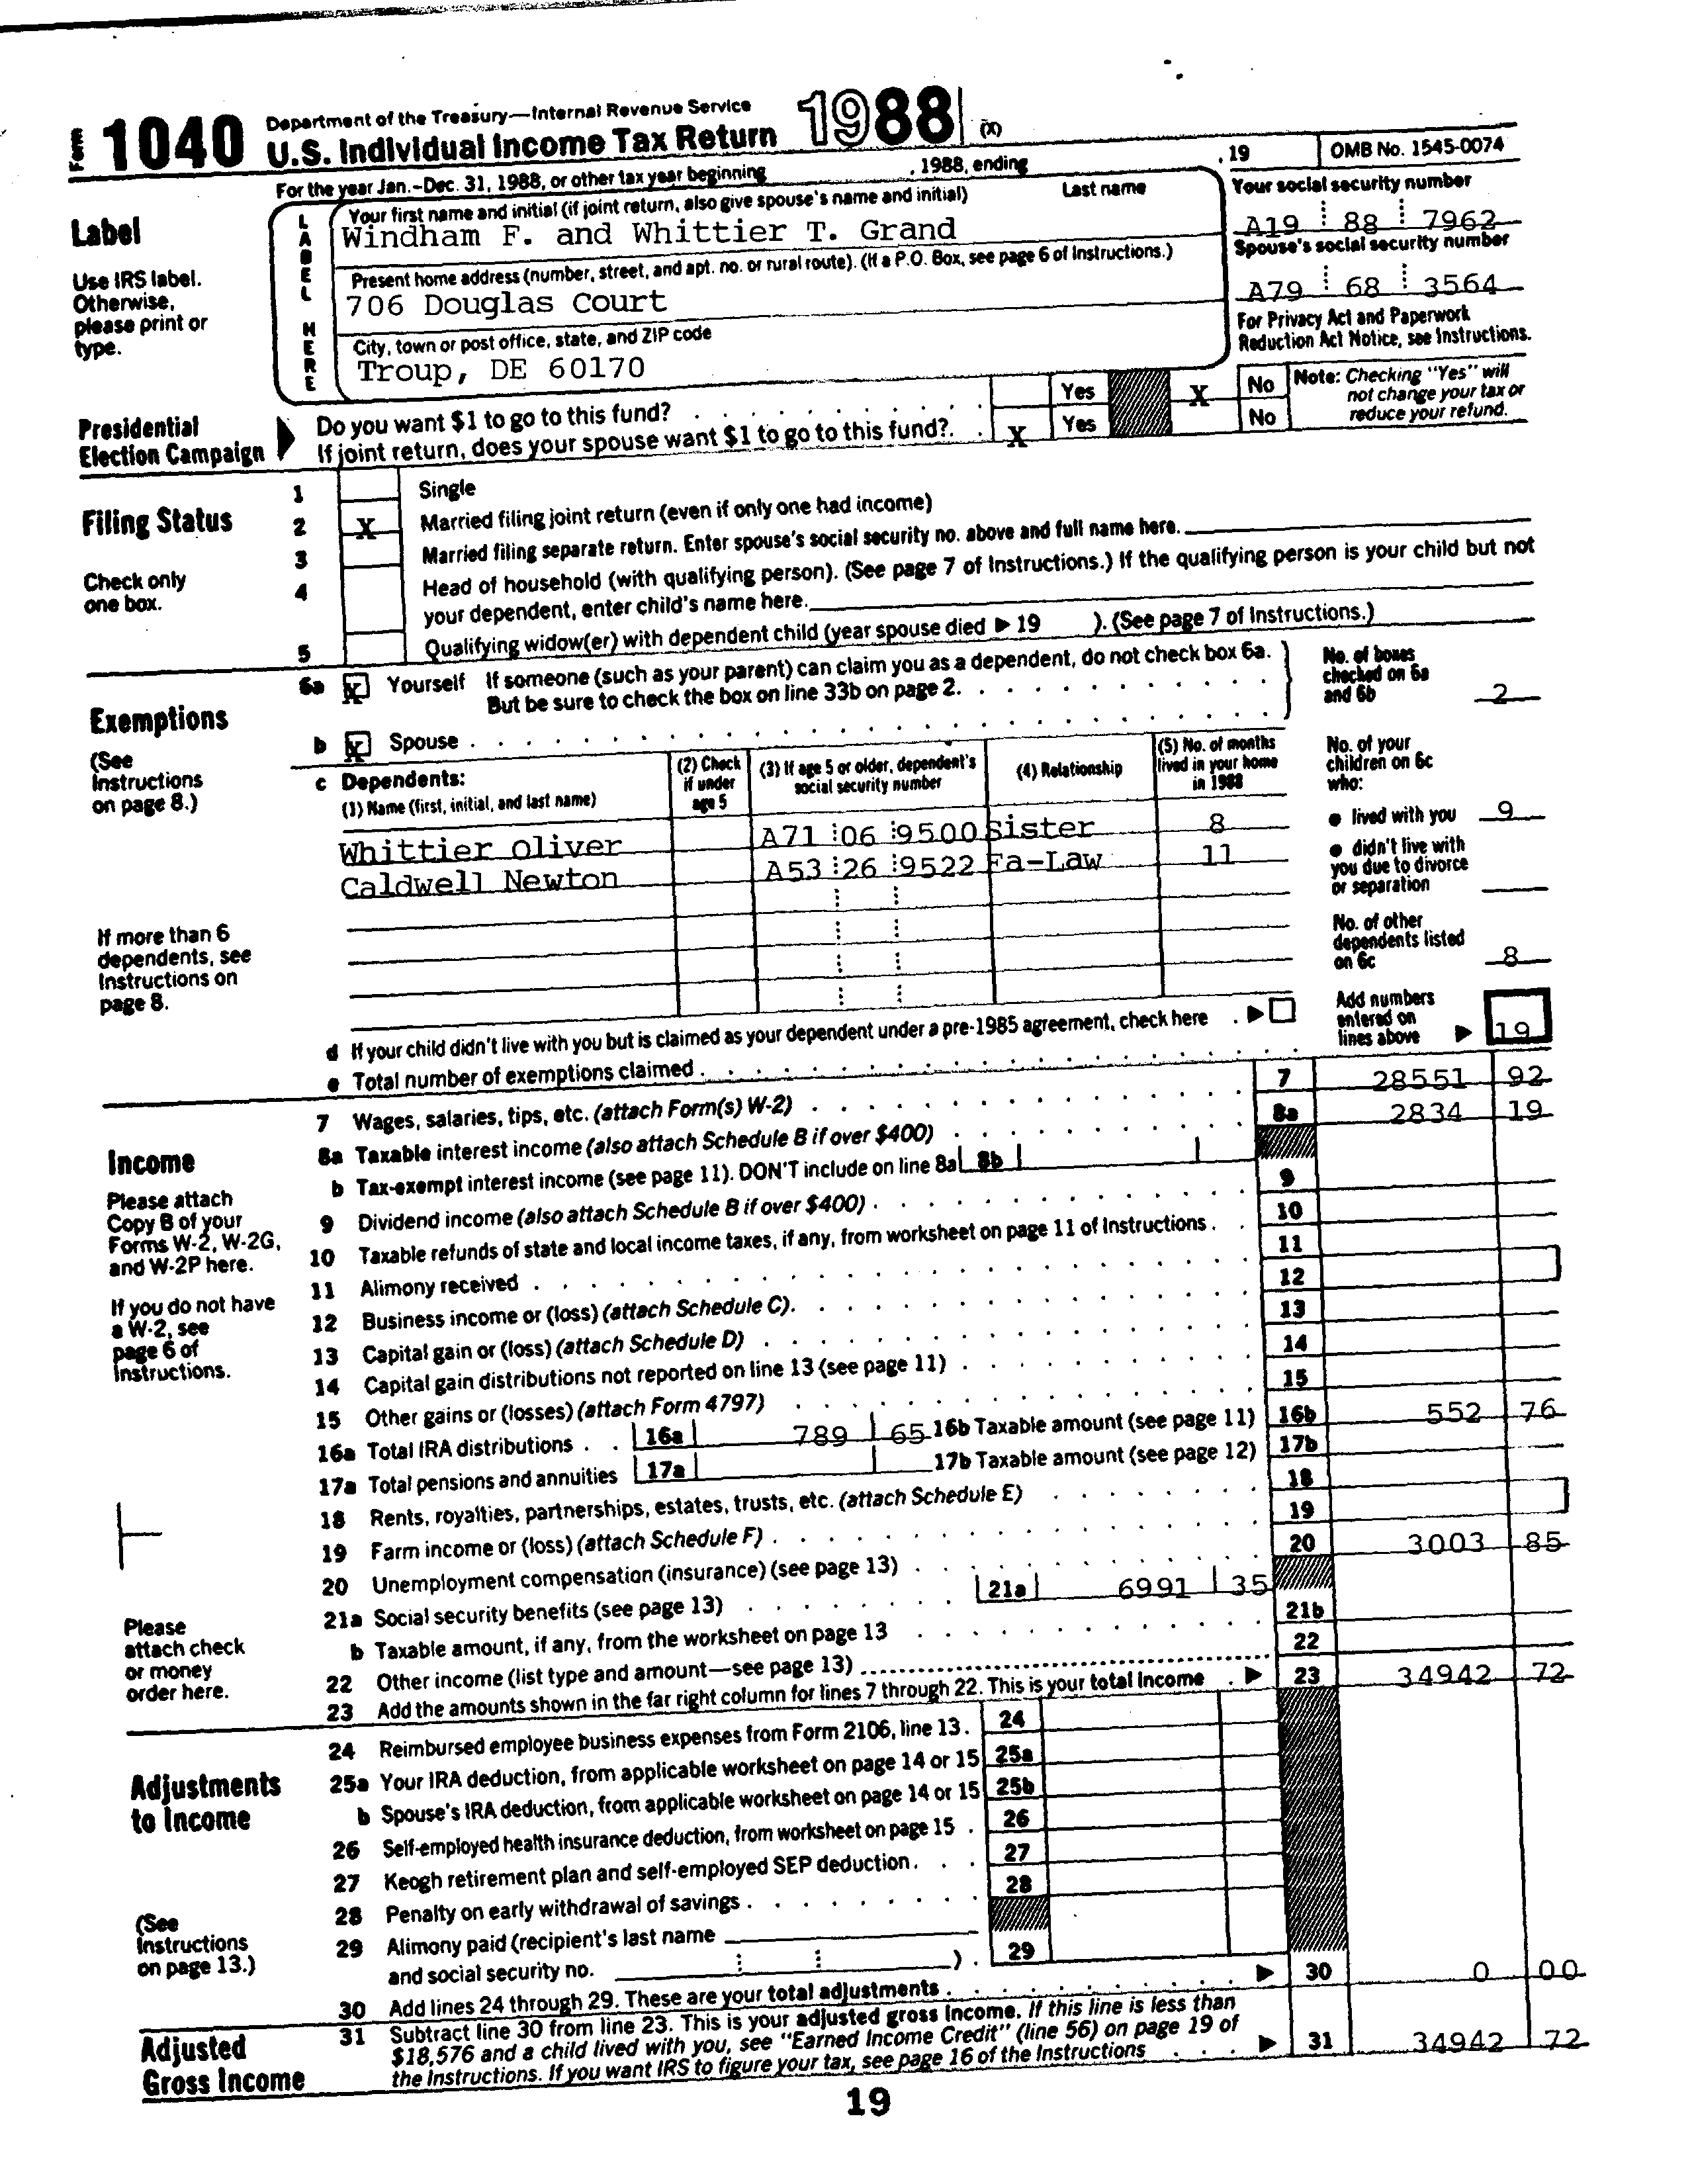 Form 1040 Department of the Treasury—Internal Revenue Service
U.S. Individual Income Tax Return 1988 (X)
For the year Jan.–Dec. 31, 1988, or other tax year beginning , 1988, ending , 19 OMB No. 1545-0074
Label
Use IRS label.
Otherwise,
please print or
type.
LABEL HERE
Your first name and initial (if joint return, also give spouse's name and initial) Last name
Windham F. and Whittier T. Grand
Your social security number
A19 88 7962
Present home address (number, street, and apt. no. or rural route). (If a P.O. Box, see page 6 of Instructions.)
706 Douglas Court
Spouse's social security number
A79 68 3564
City, town or post office, state, and ZIP code
Troup, DE 60170
For Privacy Act and Paperwork
Reduction Act Notice, see Instructions.
Presidential
Election Campaign
Do you want $1 to go to this fund? Yes X No
If joint return, does your spouse want $1 to go to this fund? X Yes No
Note: Checking "Yes" will
not change your tax or
reduce your refund.
Filing Status
Check only
one box.
1 Single
2 X Married filing joint return (even if only one had income)
3 Married filing separate return. Enter spouse's social security no. above and full name here.
4 Head of household (with qualifying person). (See page 7 of Instructions.) If the qualifying person is your child but not
your dependent, enter child's name here.
5 Qualifying widow(er) with dependent child (year spouse died ▶ 19 ). (See page 7 of Instructions.)
Exemptions
(See
Instructions
on page 8.)
If more than 6
dependents, see
Instructions on
page 8.
6a X Yourself If someone (such as your parent) can claim you as a dependent, do not check box 6a.
But be sure to check the box on line 33b on page 2.
b X Spouse
No. of boxes
checked on 6a
and 6b 2
c Dependents:
(1) Name (first, initial, and last name)
(2) Check
if under
age 5
(3) If age 5 or older, dependent's
social security number
(4) Relationship
(5) No. of months
lived in your home
in 1988
Whittier Oliver A71 06 9500 Sister 8
Caldwell Newton A53 26 9522 Fa-Law 11
No. of your
children on 6c
who:
● lived with you 9
● didn't live with
you due to divorce
or separation
No. of other
dependents listed
on 6c 8
d If your child didn't live with you but is claimed as your dependent under a pre-1985 agreement, check here ▶
e Total number of exemptions claimed
Add numbers
entered on
lines above ▶ 19
Income
Please attach
Copy B of your
Forms W-2, W-2G,
and W-2P here.
If you do not have
a W-2, see
page 6 of
Instructions.
Please
attach check
or money
order here.
7 Wages, salaries, tips, etc. (attach Form(s) W-2) 7 28551 92
8a Taxable interest income (also attach Schedule B if over $400) 8a 2834 19
b Tax-exempt interest income (see page 11). DON'T include on line 8a 8b
9 Dividend income (also attach Schedule B if over $400) 9
10 Taxable refunds of state and local income taxes, if any, from worksheet on page 11 of Instructions 10
11 Alimony received 11
12 Business income or (loss) (attach Schedule C) 12
13 Capital gain or (loss) (attach Schedule D) 13
14 Capital gain distributions not reported on line 13 (see page 11) 14
15 Other gains or (losses) (attach Form 4797) 15
16a Total IRA distributions 16a 789 65 16b Taxable amount (see page 11) 16b 552 76
17a Total pensions and annuities 17a 17b Taxable amount (see page 12) 17b
18 Rents, royalties, partnerships, estates, trusts, etc. (attach Schedule E) 18
19 Farm income or (loss) (attach Schedule F) 19
20 Unemployment compensation (insurance) (see page 13) 20 3003 85
21a Social security benefits (see page 13) 21a 6991 35
b Taxable amount, if any, from the worksheet on page 13 21b
22 Other income (list type and amount—see page 13) 22
23 Add the amounts shown in the far right column for lines 7 through 22. This is your total income ▶ 23 34942 72
Adjustments
to Income
(See
Instructions
on page 13.)
24 Reimbursed employee business expenses from Form 2106, line 13 24
25a Your IRA deduction, from applicable worksheet on page 14 or 15 25a
b Spouse's IRA deduction, from applicable worksheet on page 14 or 15 25b
26 Self-employed health insurance deduction, from worksheet on page 15 26
27 Keogh retirement plan and self-employed SEP deduction 27
28 Penalty on early withdrawal of savings 28
29 Alimony paid (recipient's last name
and social security no. ) 29
30 Add lines 24 through 29. These are your total adjustments ▶ 30 0 00
Adjusted
Gross Income
31 Subtract line 30 from line 23. This is your adjusted gross income. If this line is less than
$18,576 and a child lived with you, see "Earned Income Credit" (line 56) on page 19 of
the Instructions. If you want IRS to figure your tax, see page 16 of the Instructions ▶ 31 34942 72
19